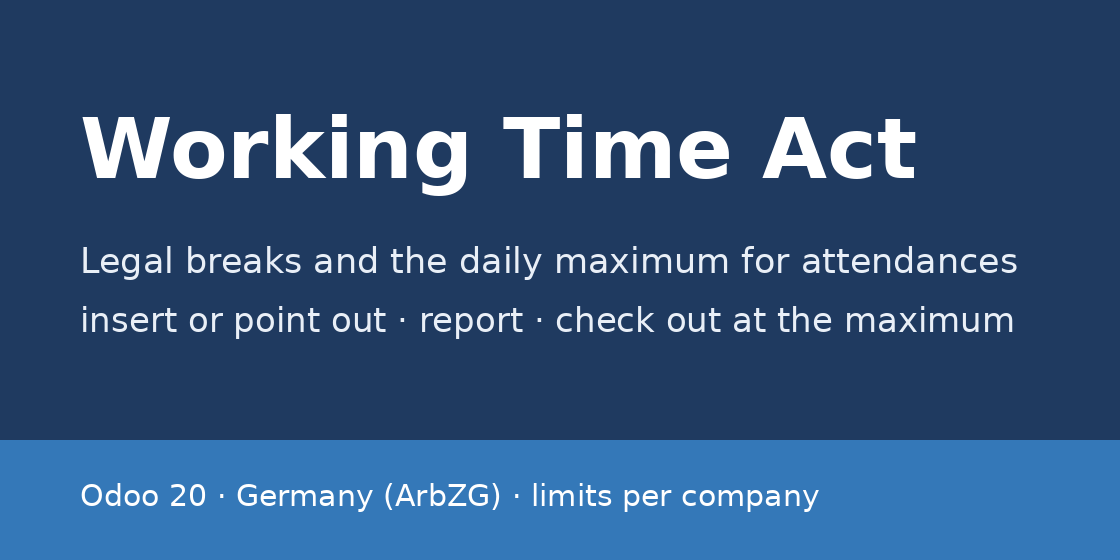 Working Time Act
Legal breaks and the daily maximum for attendances
insert or point out · report · check out at the maximum
Odoo 20 · Germany (ArbZG) · limits per company